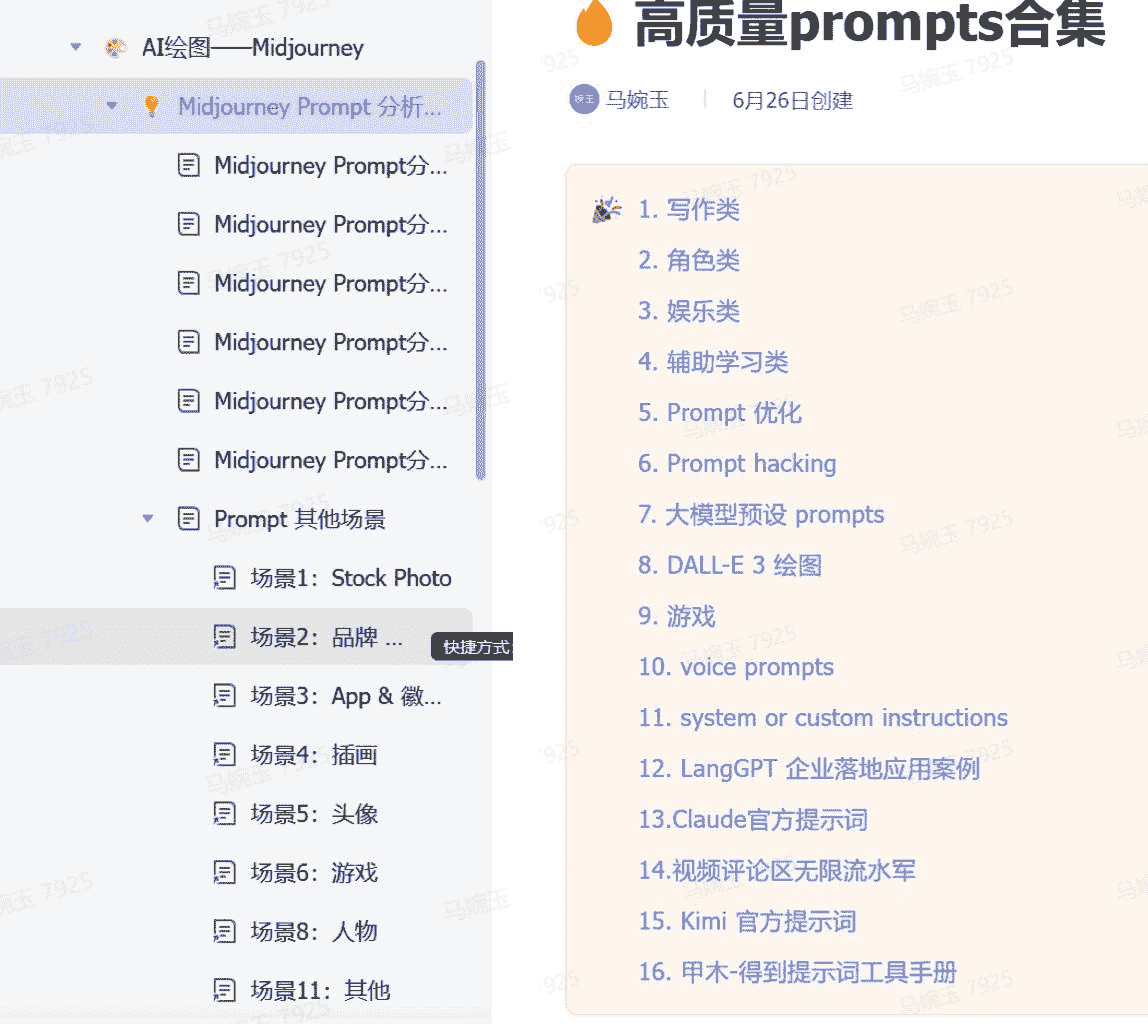 AI绘图——Midjourney
Midjourney Prompt 分析...
Midjourney Prompt分...
Midjourney Prompt分...
Midjourney Prompt分...
Midjourney Prompt分...
Midjourney Prompt分...
Midjourney Prompt分...
Prompt 其他场景
场景1：Stock Photo
场景2：品牌 ...
快捷方式
场景3：App & 徽...
场景4：插画
场景5：头像
场景6：游戏
场景8：人物
场景11：其他
高质量prompts合集
婉玉 马婉玉 6月26日创建
1. 写作类
2. 角色类
3. 娱乐类
4. 辅助学习类
5. Prompt 优化
6. Prompt hacking
7. 大模型预设 prompts
8. DALL-E 3 绘图
9. 游戏
10. voice prompts
11. system or custom instructions
12. LangGPT 企业落地应用案例
13.Claude官方提示词
14.视频评论区无限流水军
15. Kimi 官方提示词
16. 甲木-得到提示词工具手册
马婉玉 7925